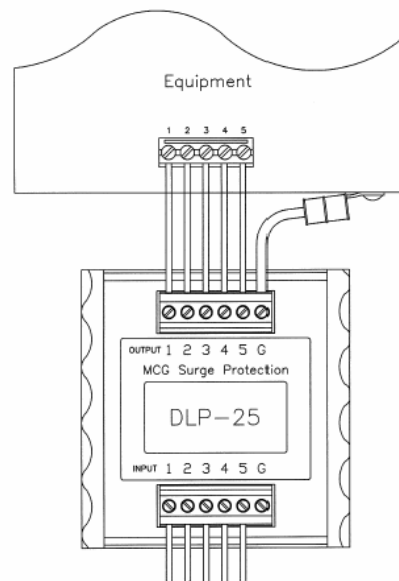 Equipment
1 2 3 4 5
OUTPUT 1 2 3 4 5 G
MCG Surge Protection
DLP-25
INPUT 1 2 3 4 5 G